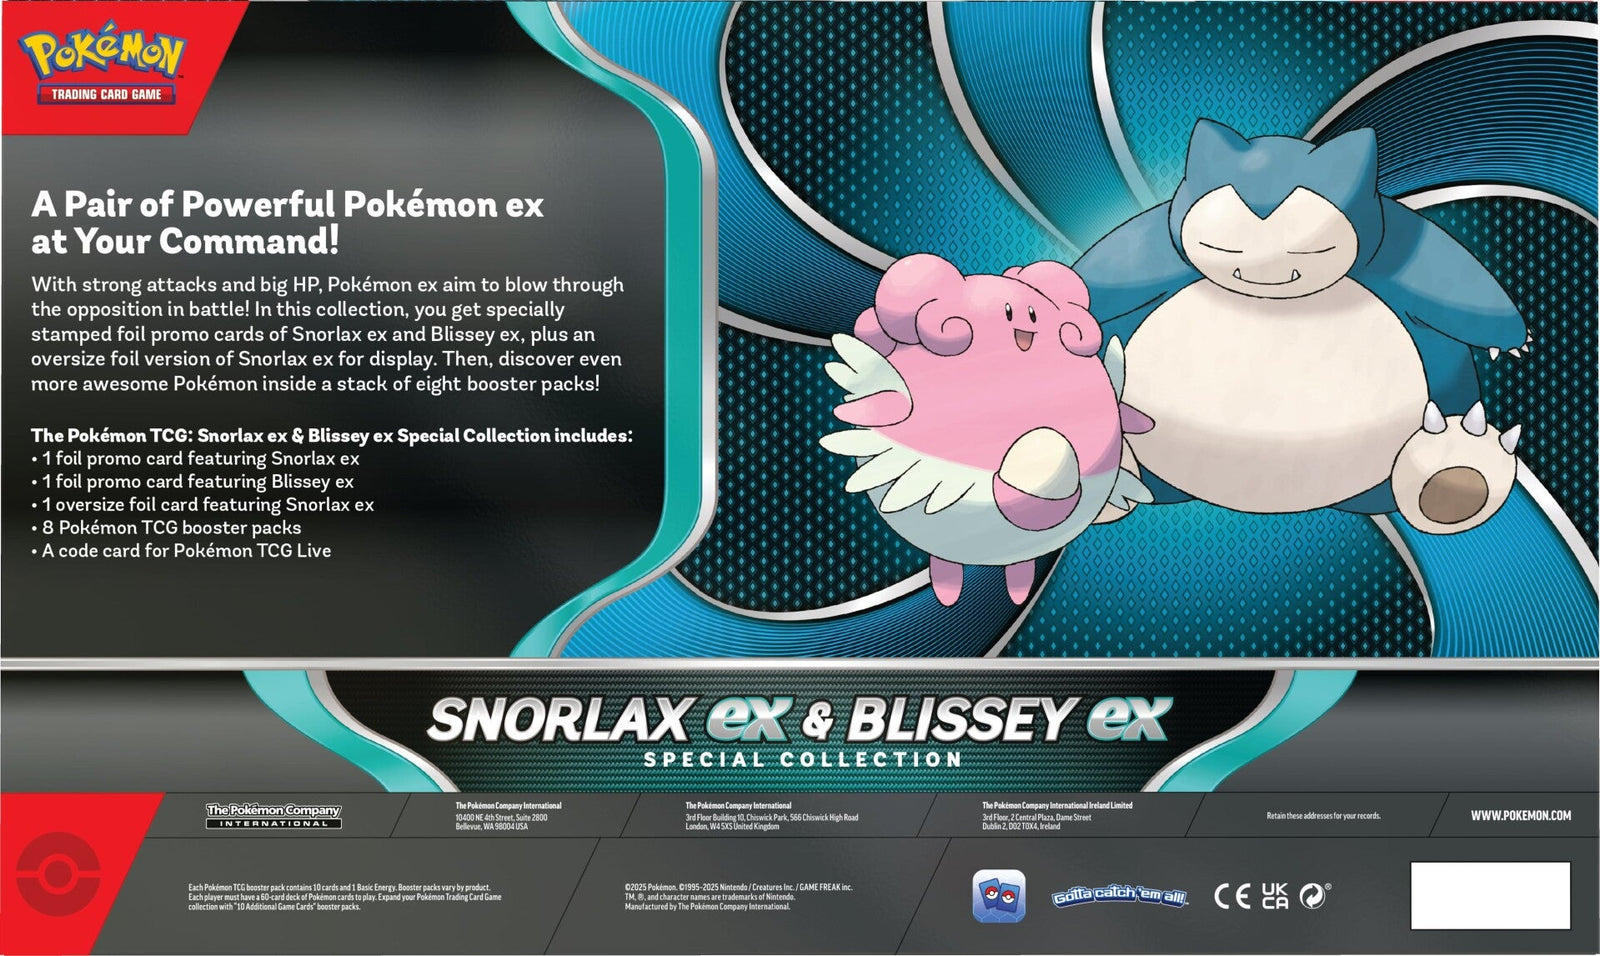 POKéMON
TRADING CARD GAME
A Pair of Powerful Pokémon ex
at Your Command!
With strong attacks and big HP, Pokémon ex aim to blow through
the opposition in battle! In this collection, you get specially
stamped foil promo cards of Snorlax ex and Blissey ex, plus an
oversize foil version of Snorlax ex for display. Then, discover even
more awesome Pokémon inside a stack of eight booster packs!
The Pokémon TCG: Snorlax ex & Blissey ex Special Collection includes:
• 1 foil promo card featuring Snorlax ex
• 1 foil promo card featuring Blissey ex
• 1 oversize foil card featuring Snorlax ex
• 8 Pokémon TCG booster packs
• A code card for Pokémon TCG Live
SNORLAX ex & BLISSEY ex
SPECIAL COLLECTION
The Pokémon Company
INTERNATIONAL
The Pokémon Company International
10400 NE 4th Street, Suite 2800
Bellevue, WA 98004 USA
The Pokémon Company International
3rd Floor Building 10, Chiswick Park, 566 Chiswick High Road
London, W4 5XS United Kingdom
The Pokémon Company International Ireland Limited
3rd Floor, 2 Central Plaza, Dame Street
Dublin 2, D02 T0X4, Ireland
Retain these addresses for your records.
WWW.POKEMON.COM
Each Pokémon TCG booster pack contains 10 cards and 1 Basic Energy. Booster packs vary by product.
Each player must have a 60-card deck of Pokémon cards to play. Expand your Pokémon Trading Card Game
collection with "10 Additional Game Cards" booster packs.
©2025 Pokémon. ©1995-2025 Nintendo / Creatures Inc. / GAME FREAK inc.
TM, ®, and character names are trademarks of Nintendo.
Manufactured by The Pokémon Company International.
Gotta catch 'em all!
CE
UK
CA
®